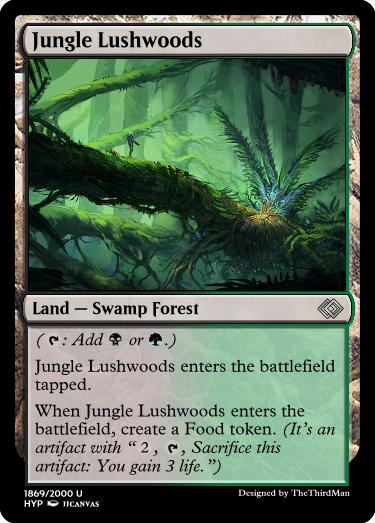 Jungle Lushwoods
Land — Swamp Forest
( : Add or .)
Jungle Lushwoods enters the battlefield
tapped.
When Jungle Lushwoods enters the
battlefield, create a Food token. (It's an
artifact with “ 2 , , Sacrifice this
artifact: You gain 3 life.”)
1869/2000 U
HYP JJCANVAS
Designed by TheThirdMan